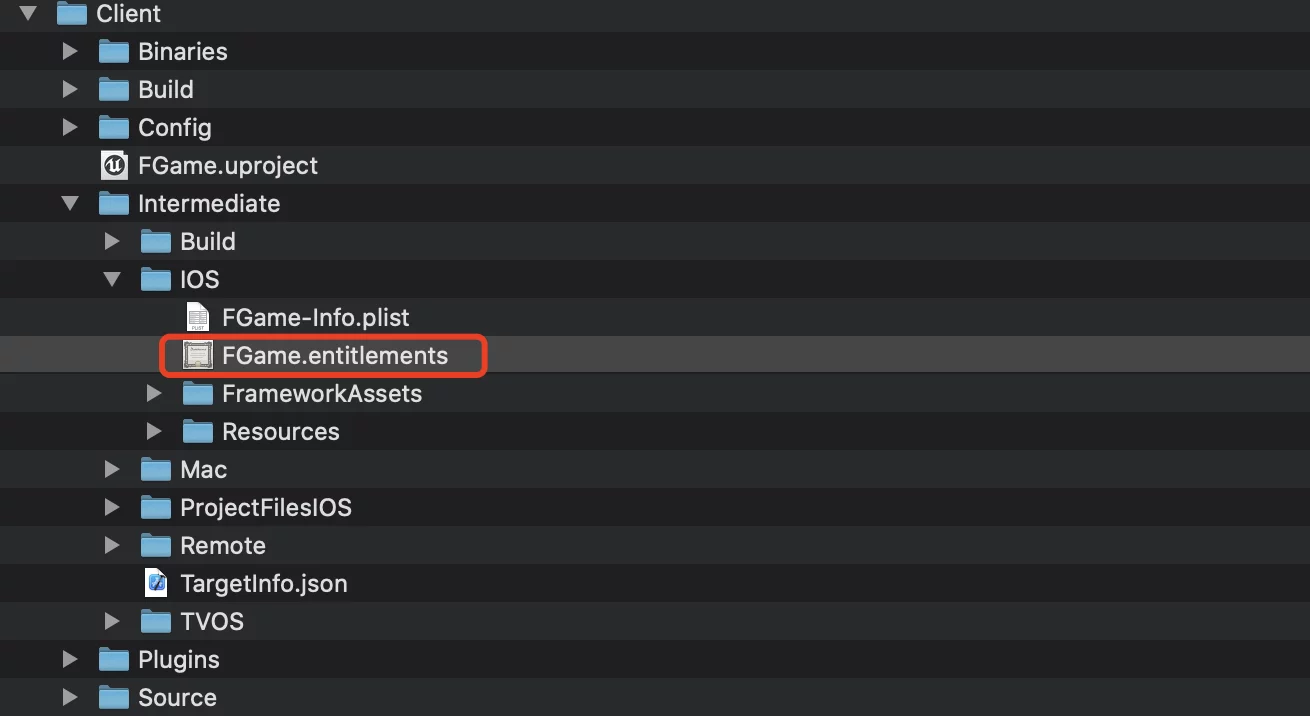 Client
Binaries
Build
Config
FGame.uproject
Intermediate
Build
IOS
FGame-Info.plist
FGame.entitlements
FrameworkAssets
Resources
Mac
ProjectFilesIOS
Remote
TargetInfo.json
TVOS
Plugins
Source